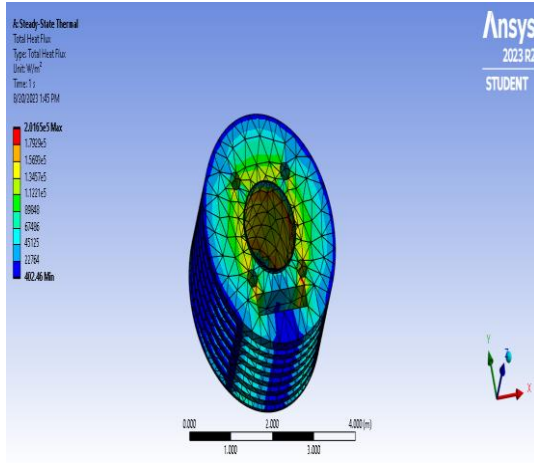 A: Steady-State Thermal
Total Heat Flux
Type: Total Heat Flux
Unit: W/m²
Time: 1 s
8/20/2023 1:45 PM
2.0165e5 Max
1.7929e5
1.5693e5
1.3457e5
1.1221e5
89848
67486
45125
22764
402.46 Min
Ansys
2023 R2
STUDENT
Y
X
0.000
2.000
4.000 (m)
1.000
3.000